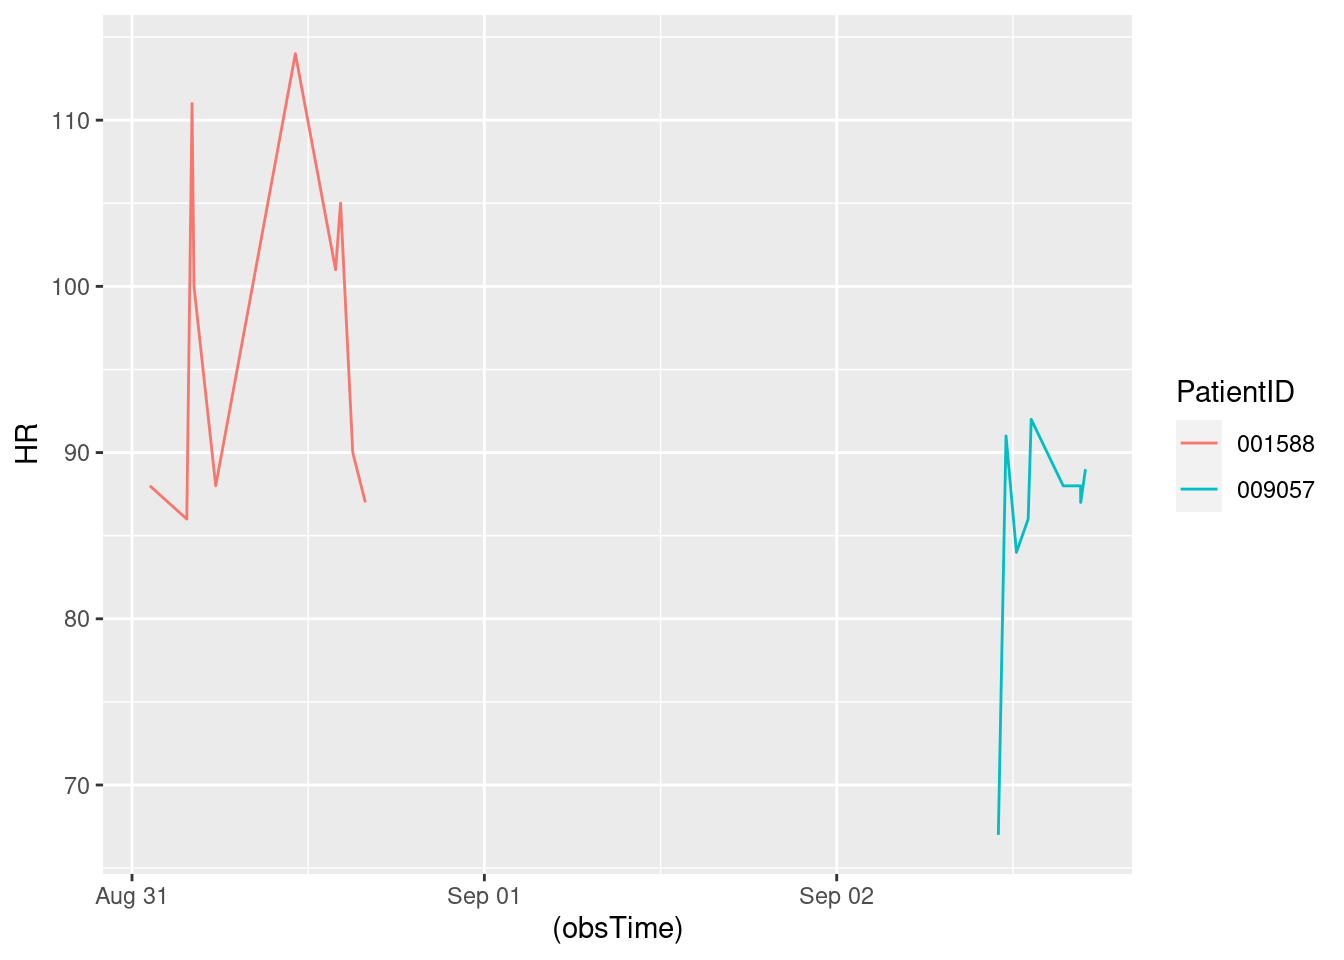 110
100
90
80
70
HR
Aug 31
Sep 01
Sep 02
(obsTime)
PatientID
001588
009057